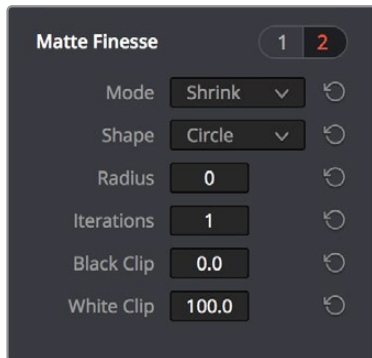 Matte Finesse 1 2
Mode Shrink
Shape Circle
Radius 0
Iterations 1
Black Clip 0.0
White Clip 100.0